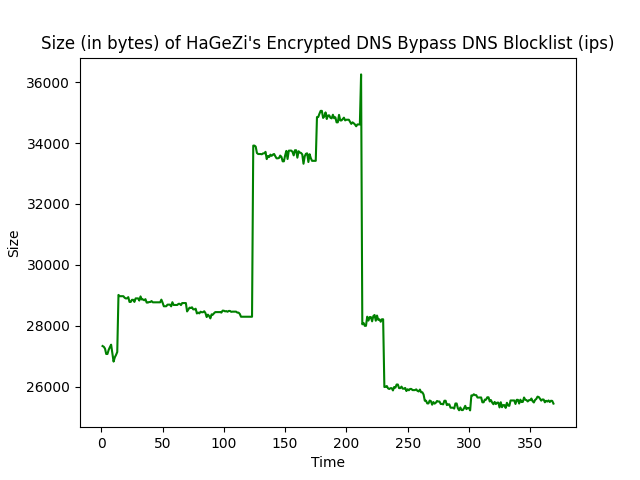 Size (in bytes) of HaGeZi's Encrypted DNS Bypass DNS Blocklist (ips)
36000
34000
32000
30000
28000
26000
Size
0 50 100 150 200 250 300 350
Time